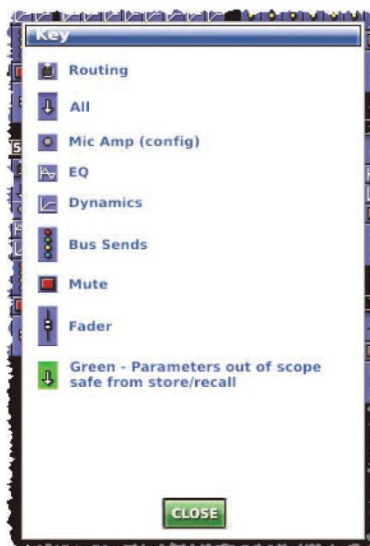 Key
Routing
All
Mic Amp (config)
EQ
Dynamics
Bus Sends
Mute
Fader
Green - Parameters out of scope
safe from store/recall
CLOSE